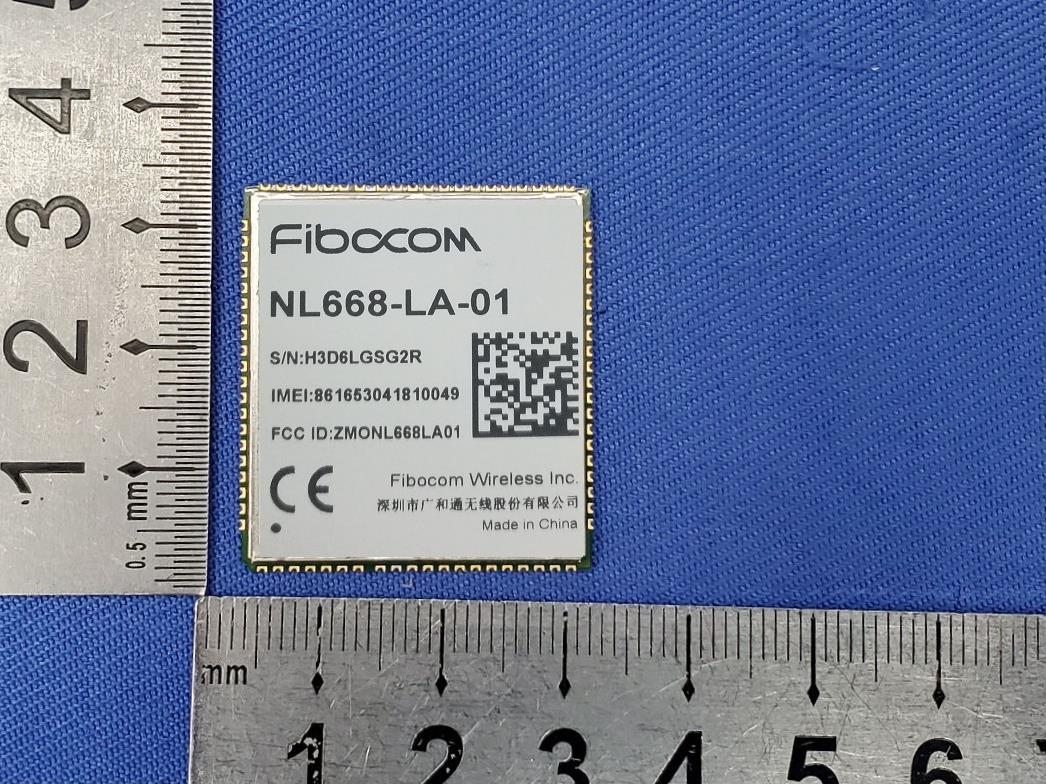 Fibocom
NL668-LA-01
S/N:H3D6LGSG2R
IMEI:861653041810049
FCC ID:ZMONL668LA01
CE
Fibocom Wireless Inc.
深圳市广和通无线股份有限公司
Made in China
4
3
2
1
0.5 mm
mm
1 2 3 4 5 6